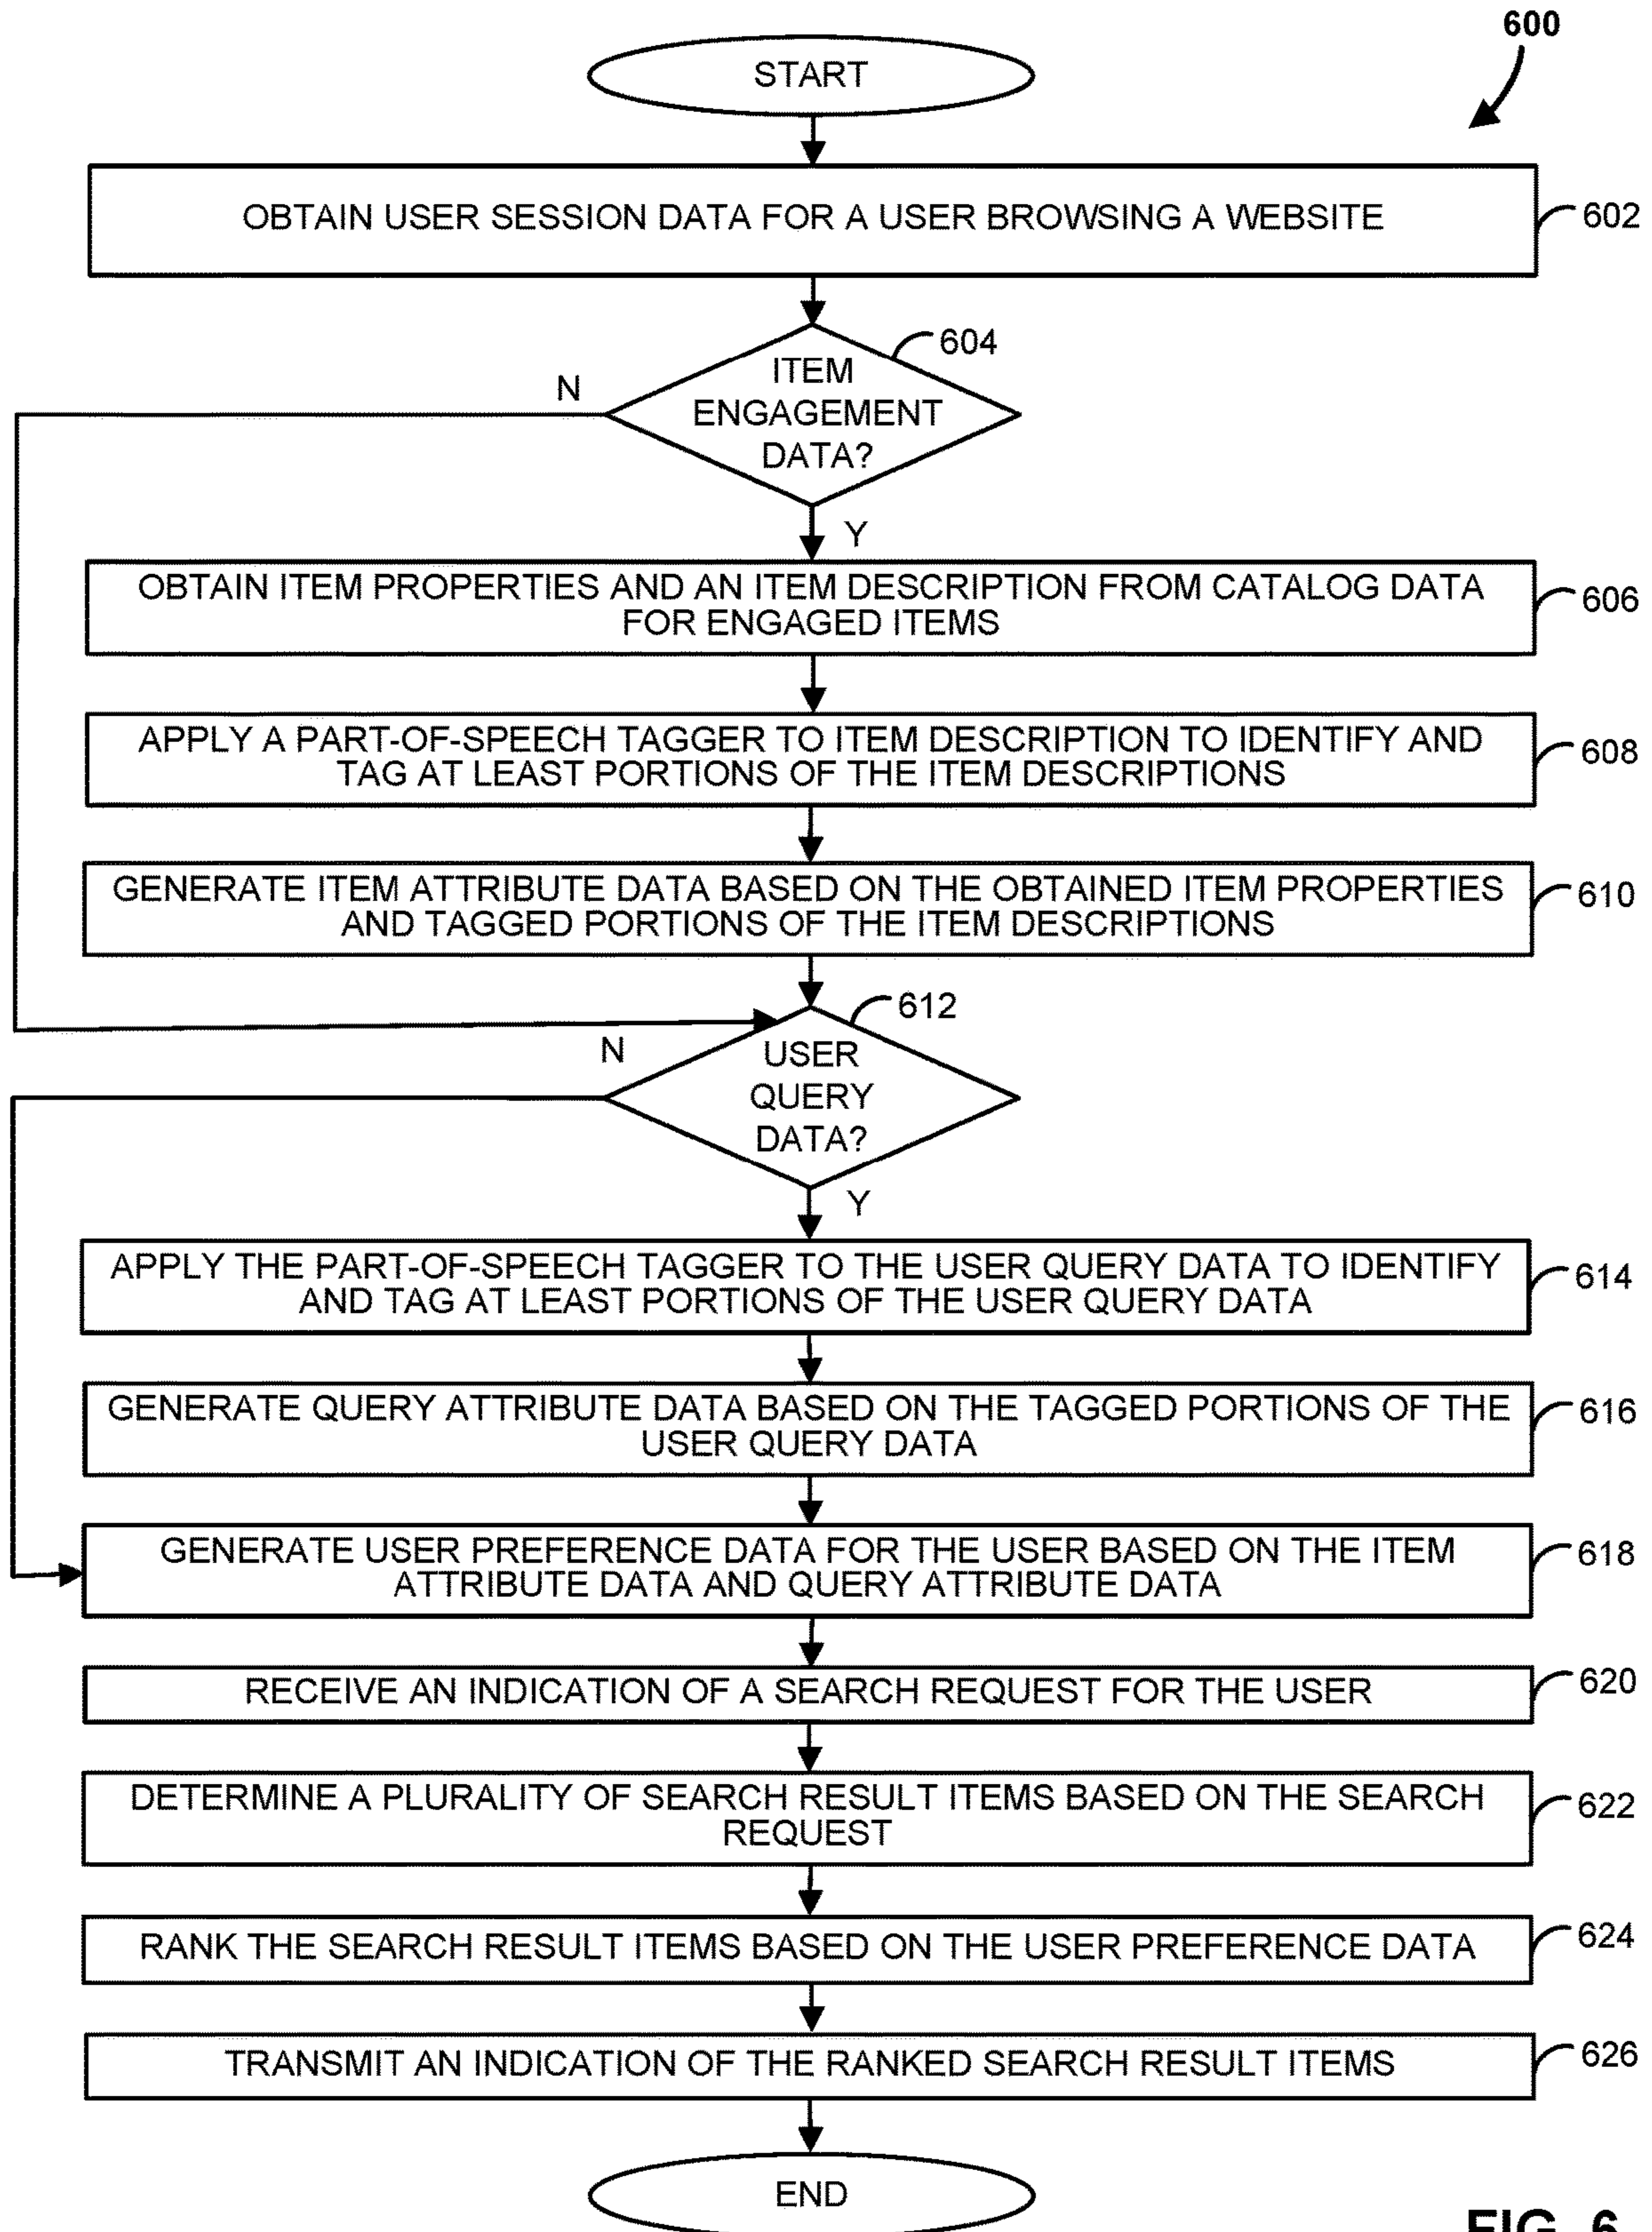 600
START
OBTAIN USER SESSION DATA FOR A USER BROWSING A WEBSITE
602
604
ITEM
ENGAGEMENT
DATA?
N
Y
OBTAIN ITEM PROPERTIES AND AN ITEM DESCRIPTION FROM CATALOG DATA
FOR ENGAGED ITEMS
606
APPLY A PART-OF-SPEECH TAGGER TO ITEM DESCRIPTION TO IDENTIFY AND
TAG AT LEAST PORTIONS OF THE ITEM DESCRIPTIONS
608
GENERATE ITEM ATTRIBUTE DATA BASED ON THE OBTAINED ITEM PROPERTIES
AND TAGGED PORTIONS OF THE ITEM DESCRIPTIONS
610
612
N
USER
QUERY
DATA?
Y
APPLY THE PART-OF-SPEECH TAGGER TO THE USER QUERY DATA TO IDENTIFY
AND TAG AT LEAST PORTIONS OF THE USER QUERY DATA
614
GENERATE QUERY ATTRIBUTE DATA BASED ON THE TAGGED PORTIONS OF THE
USER QUERY DATA
616
GENERATE USER PREFERENCE DATA FOR THE USER BASED ON THE ITEM
ATTRIBUTE DATA AND QUERY ATTRIBUTE DATA
618
RECEIVE AN INDICATION OF A SEARCH REQUEST FOR THE USER
620
DETERMINE A PLURALITY OF SEARCH RESULT ITEMS BASED ON THE SEARCH
REQUEST
622
RANK THE SEARCH RESULT ITEMS BASED ON THE USER PREFERENCE DATA
624
TRANSMIT AN INDICATION OF THE RANKED SEARCH RESULT ITEMS
626
END
FIG. 6